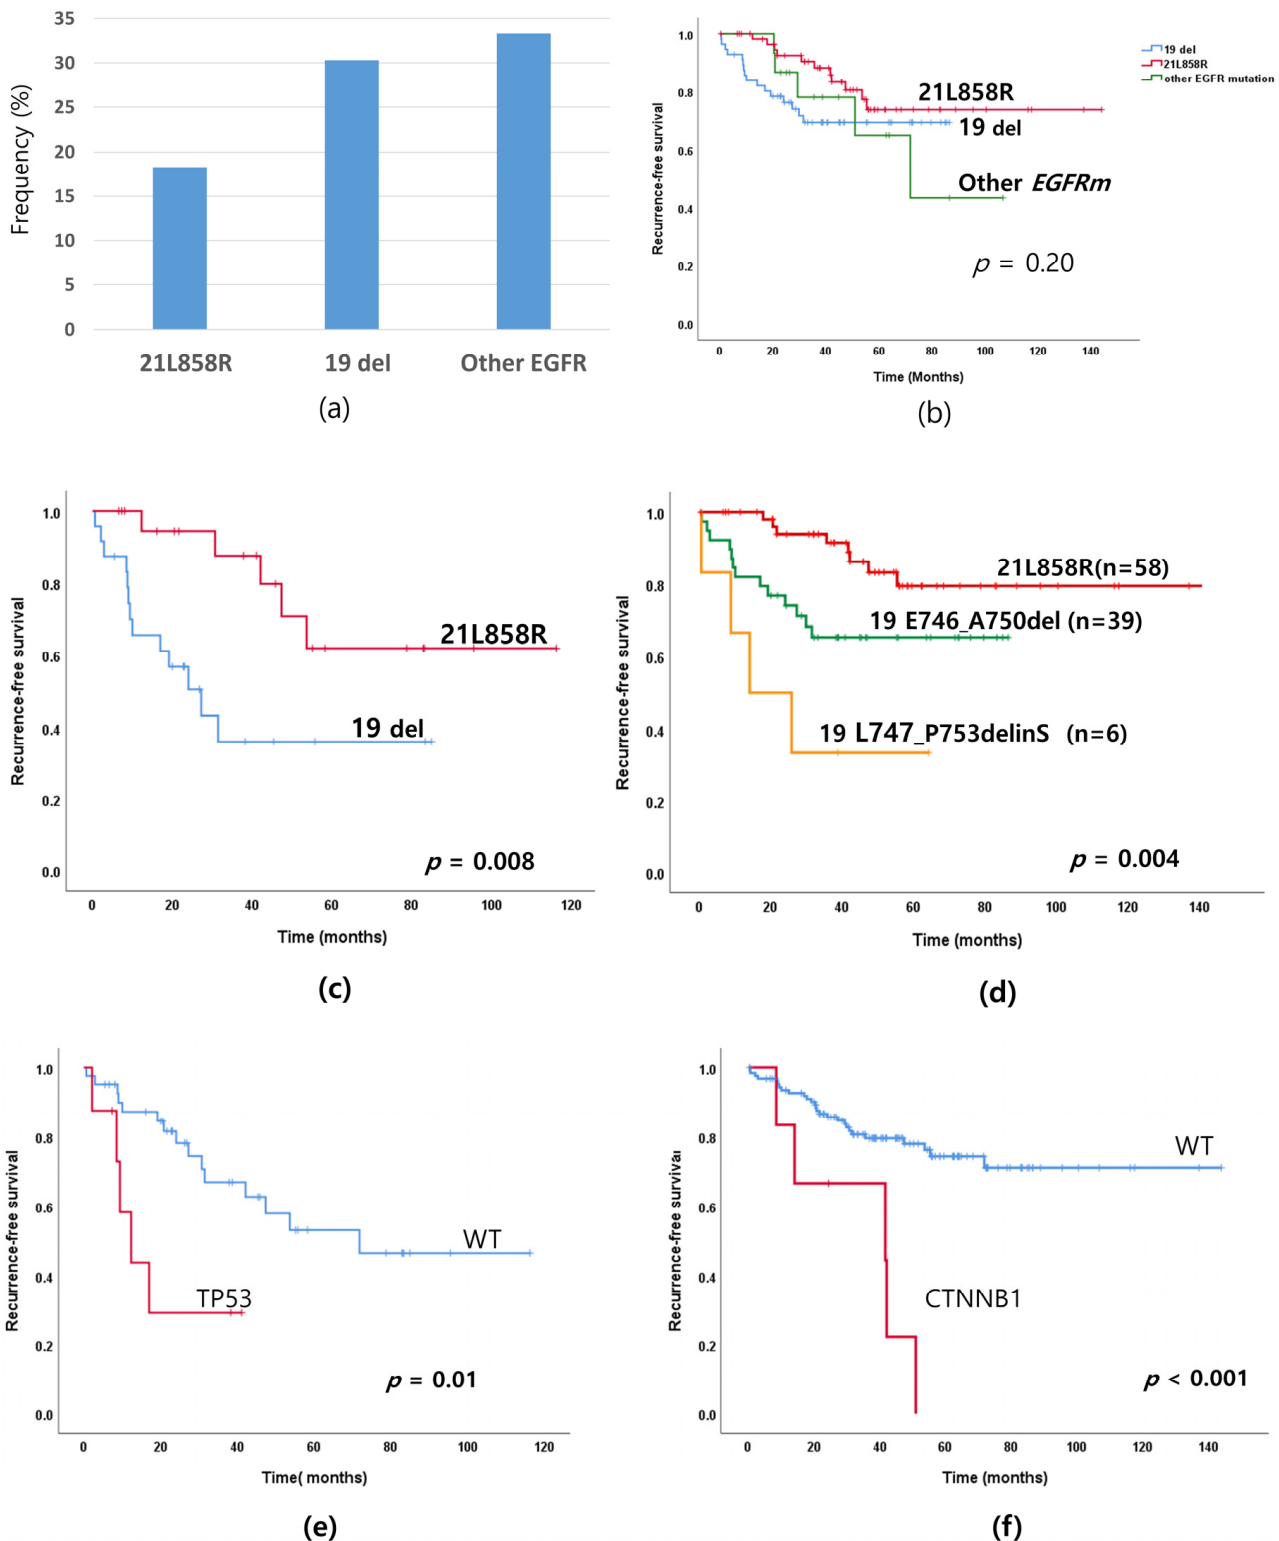 35
30
25
20
15
10
5
0
Frequency (%)
21L858R
19 del
Other EGFR
(a)
1.0
0.8
0.6
0.4
0.2
0.0
Recurrence-free survival
19 del
21L858R
other EGFR mutation
21L858R
19 del
Other EGFRm
p = 0.20
0 20 40 60 80 100 120 140
Time (Months)
(b)
1.0
0.8
0.6
0.4
0.2
0.0
Recurrence-free survival
21L858R
19 del
p = 0.008
0 20 40 60 80 100 120
Time (months)
(c)
1.0
0.8
0.6
0.4
0.2
0.0
Recurrence-free survival
21L858R(n=58)
19 E746_A750del (n=39)
19 L747_P753delinS (n=6)
p = 0.004
0 20 40 60 80 100 120 140
Time (months)
(d)
1.0
0.8
0.6
0.4
0.2
0.0
Recurrence-free survival
WT
TP53
p = 0.01
0 20 40 60 80 100 120
Time( months)
(e)
1.0
0.8
0.6
0.4
0.2
0.0
Recurrence-free survival
WT
CTNNB1
p < 0.001
0 20 40 60 80 100 120 140
Time (months)
(f)